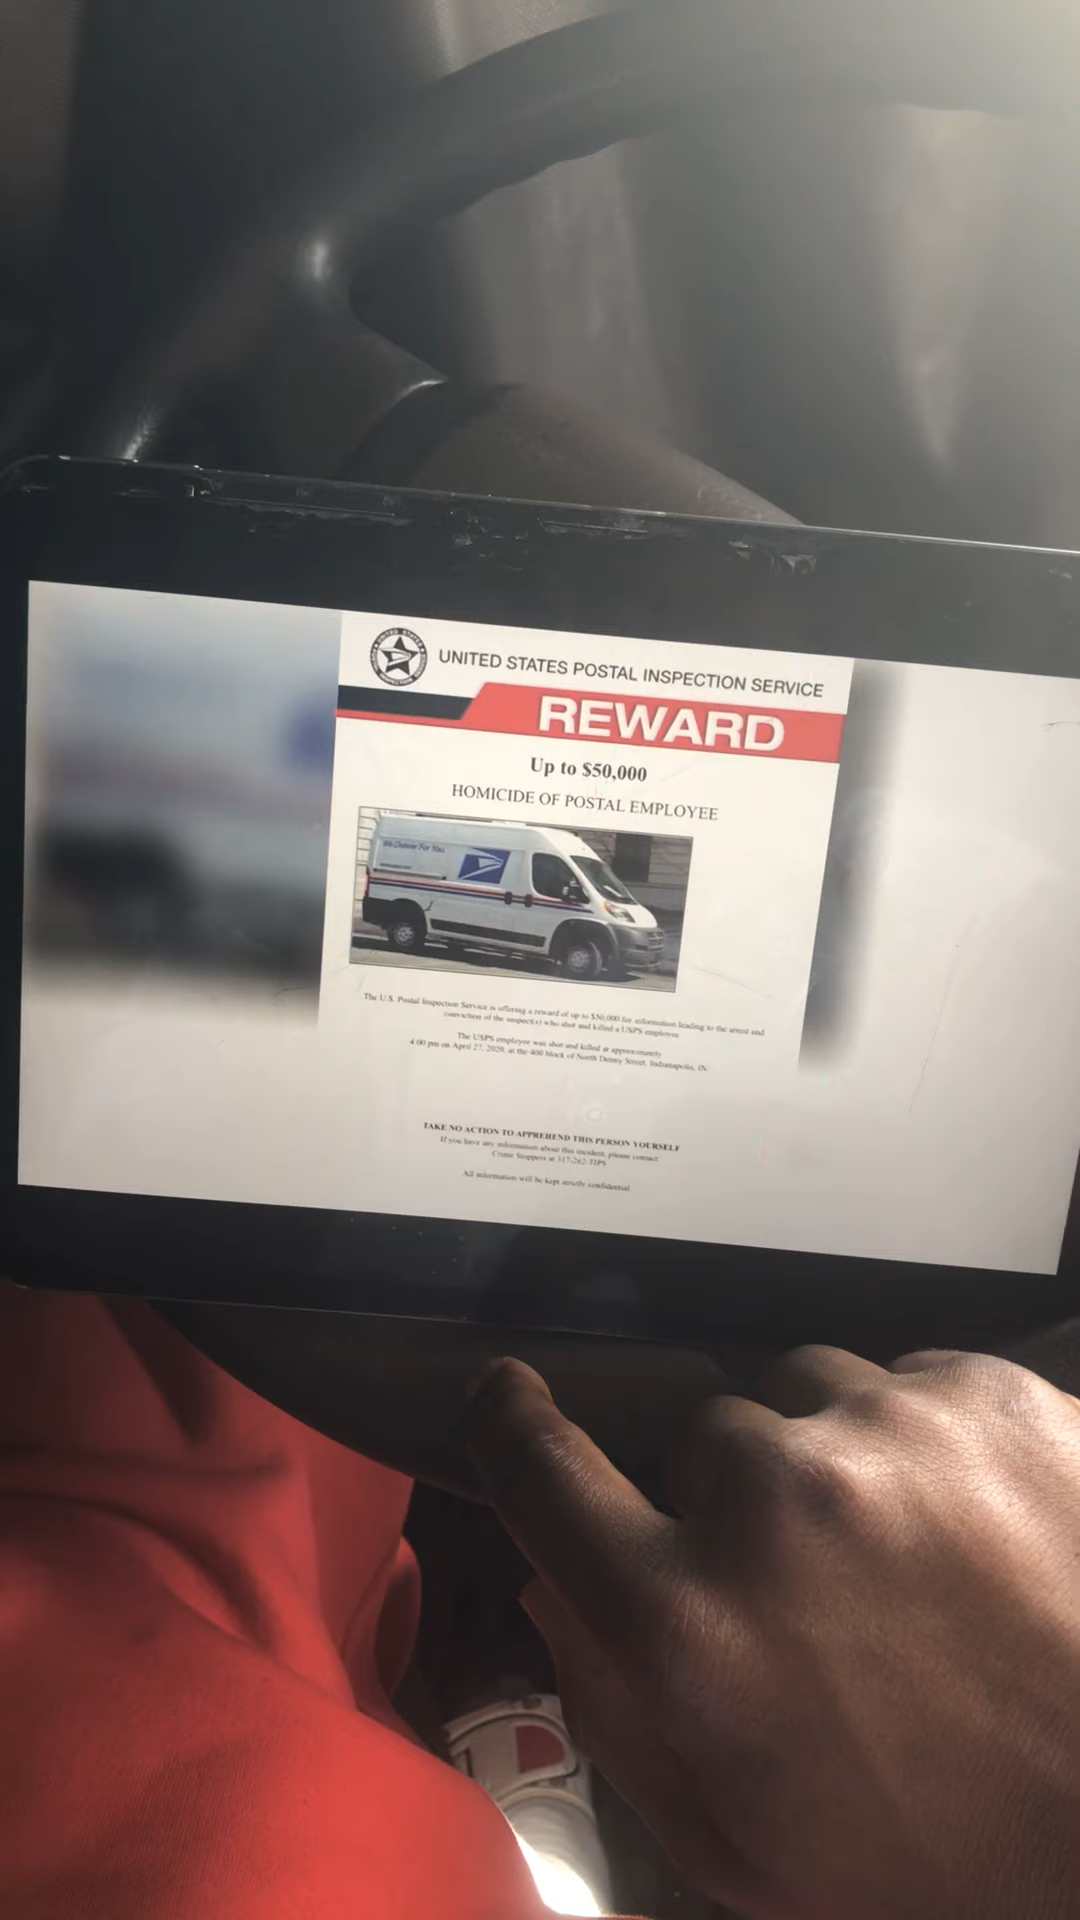 UNITED STATES POSTAL INSPECTION SERVICE
REWARD
Up to $50,000
HOMICIDE OF POSTAL EMPLOYEE
We Deliver For You
The U.S. Postal Inspection Service is offering a reward of up to $50,000 for information leading to the arrest and
conviction of the suspect(s) who shot and killed a USPS employee
The USPS employee was shot and killed at approximately
4:00 pm on April 27, 2020, at the 400 block of North Denny Street, Indianapolis, IN.
TAKE NO ACTION TO APPREHEND THIS PERSON YOURSELF
If you have any information about this incident, please contact
Crime Stoppers at 317-262-TIPS
All information will be kept strictly confidential